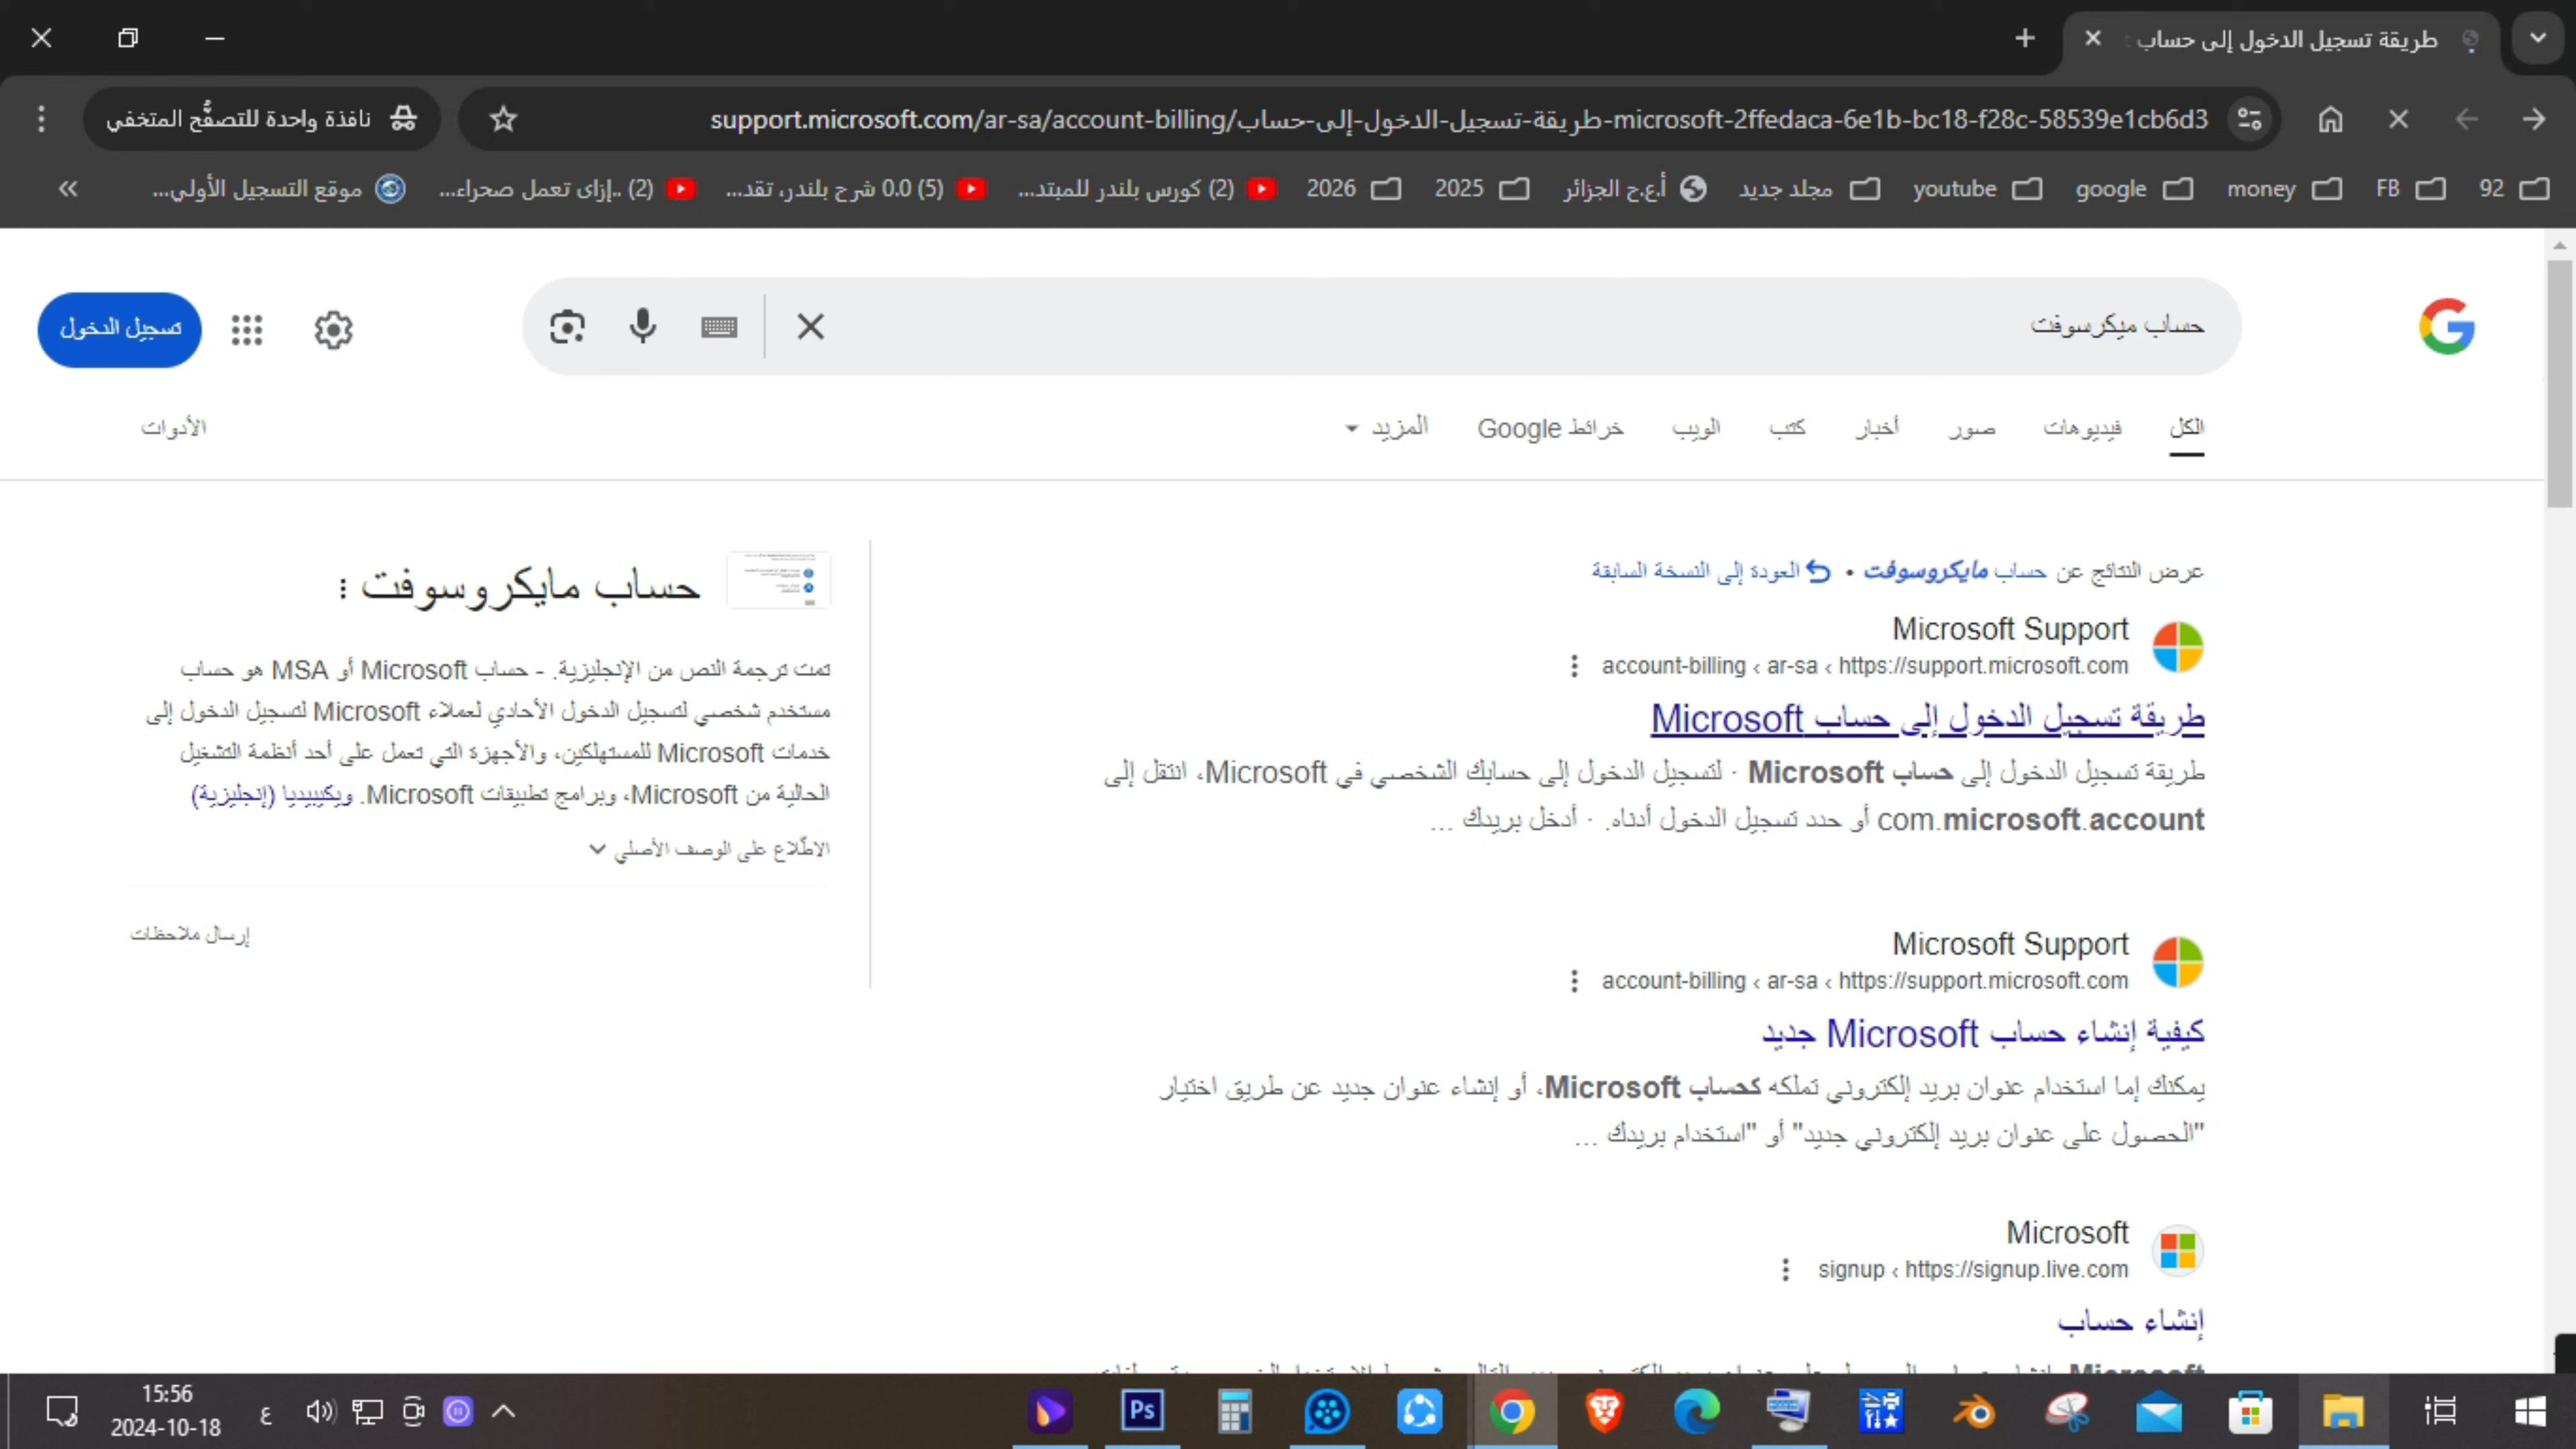 طريقة تسجيل الدخول إلى حساب
support.microsoft.com/ar-sa/account-billing/طريقة-تسجيل-الدخول-إلى-حساب-microsoft-2ffedaca-6e1b-bc18-f28c-58539e1cb6d3
نافذة واحدة للتصفُّح المتخفي
92
FB
money
google
youtube
مجلد جديد
أ.ع.ح الجزائر
2025
2026
(2) كورس بلندر للمبتد...
(5) 0.0 شرح بلندر، تقد...
(2) ..إزاى تعمل صحراء...
موقع التسجيل الأولي...
حساب ميكرسوفت
تسجيل الدخول
الكل
فيديوهات
صور
أخبار
كتب
الويب
خرائط Google
المزيد
الأدوات
عرض النتائج عن حساب مايكروسوفت • العودة إلى النسخة السابقة
Microsoft Support
https://support.microsoft.com › ar-sa › account-billing
طريقة تسجيل الدخول إلى حساب Microsoft
طريقة تسجيل الدخول إلى حساب Microsoft · لتسجيل الدخول إلى حسابك الشخصي في Microsoft، انتقل إلى
com.microsoft.account أو حدد تسجيل الدخول أدناه. · أدخل بريدك ...
Microsoft Support
https://support.microsoft.com › ar-sa › account-billing
كيفية إنشاء حساب Microsoft جديد
يمكنك إما استخدام عنوان بريد إلكتروني تملكه كحساب Microsoft، أو إنشاء عنوان جديد عن طريق اختيار
"الحصول على عنوان بريد إلكتروني جديد" أو "استخدام بريدك ...
Microsoft
https://signup.live.com › signup
إنشاء حساب
حساب مايكروسوفت
تمت ترجمة النص من الإنجليزية. - حساب Microsoft أو MSA هو حساب
مستخدم شخصي لتسجيل الدخول الأحادي لعملاء Microsoft لتسجيل الدخول إلى
خدمات Microsoft للمستهلكين، والأجهزة التي تعمل على أحد أنظمة التشغيل
الحالية من Microsoft، وبرامج تطبيقات Microsoft. ويكيبيديا (إنجليزية)
الاطّلاع على الوصف الأصلي
إرسال ملاحظات
Ps
ع
15:56
2024-10-18